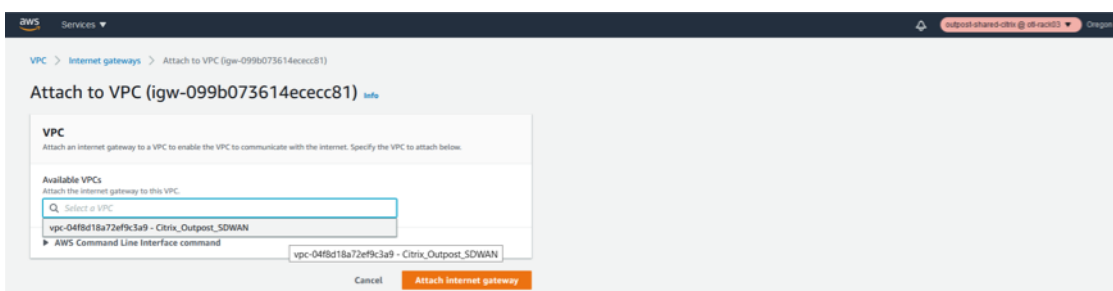 aws Services ▼ outpost-shared-citrix @ otl-rack03 ▼ Oregon
VPC > Internet gateways > Attach to VPC (igw-099b073614ececc81)
Attach to VPC (igw-099b073614ececc81) Info
VPC
Attach an internet gateway to a VPC to enable the VPC to communicate with the internet. Specify the VPC to attach below.
Available VPCs
Attach the internet gateway to this VPC.
Select a VPC
vpc-04f8d18a72ef9c3a9 - Citrix_Outpost_SDWAN
▶ AWS Command Line Interface command
vpc-04f8d18a72ef9c3a9 - Citrix_Outpost_SDWAN
Cancel Attach internet gateway